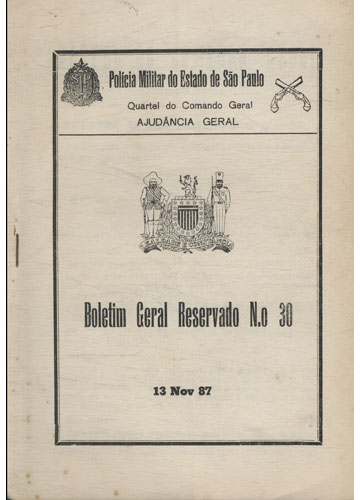 Polícia Militar do Estado de São Paulo
Quartel do Comando Geral
AJUDÂNCIA GERAL
Boletim Geral Reservado N.o 30
13 Nov 87